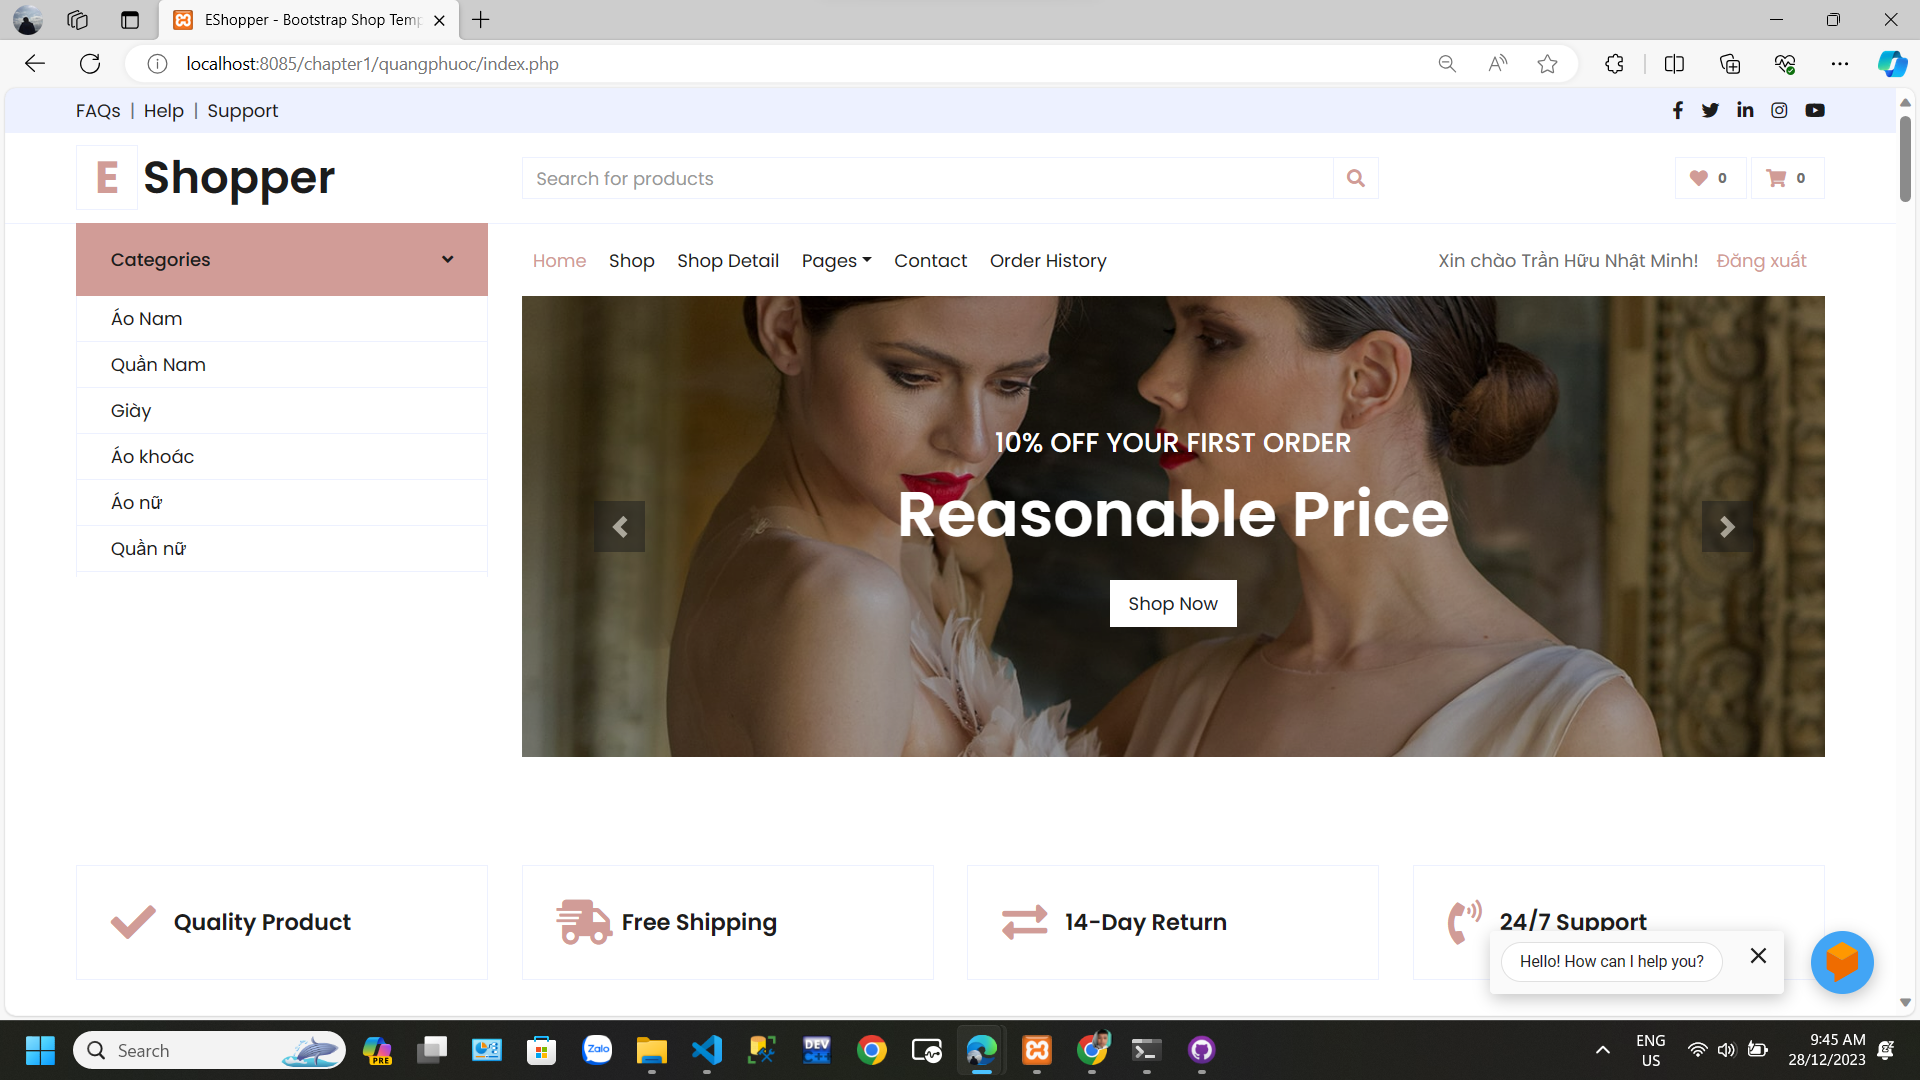 EShopper - Bootstrap Shop Temp
localhost:8085/chapter1/quangphuoc/index.php
FAQs | Help | Support
E Shopper
Search for products
0
0
Categories
Home Shop Shop Detail Pages Contact Order History
Xin chào Trần Hữu Nhật Minh! Đăng xuất
Áo Nam
Quần Nam
Giày
Áo khoác
Áo nữ
Quần nữ
10% OFF YOUR FIRST ORDER
Reasonable Price
Shop Now
Quality Product
Free Shipping
14-Day Return
24/7 Support
Hello! How can I help you?
Search
PRE
Zalo
DEV
ENG
US
9:45 AM
28/12/2023